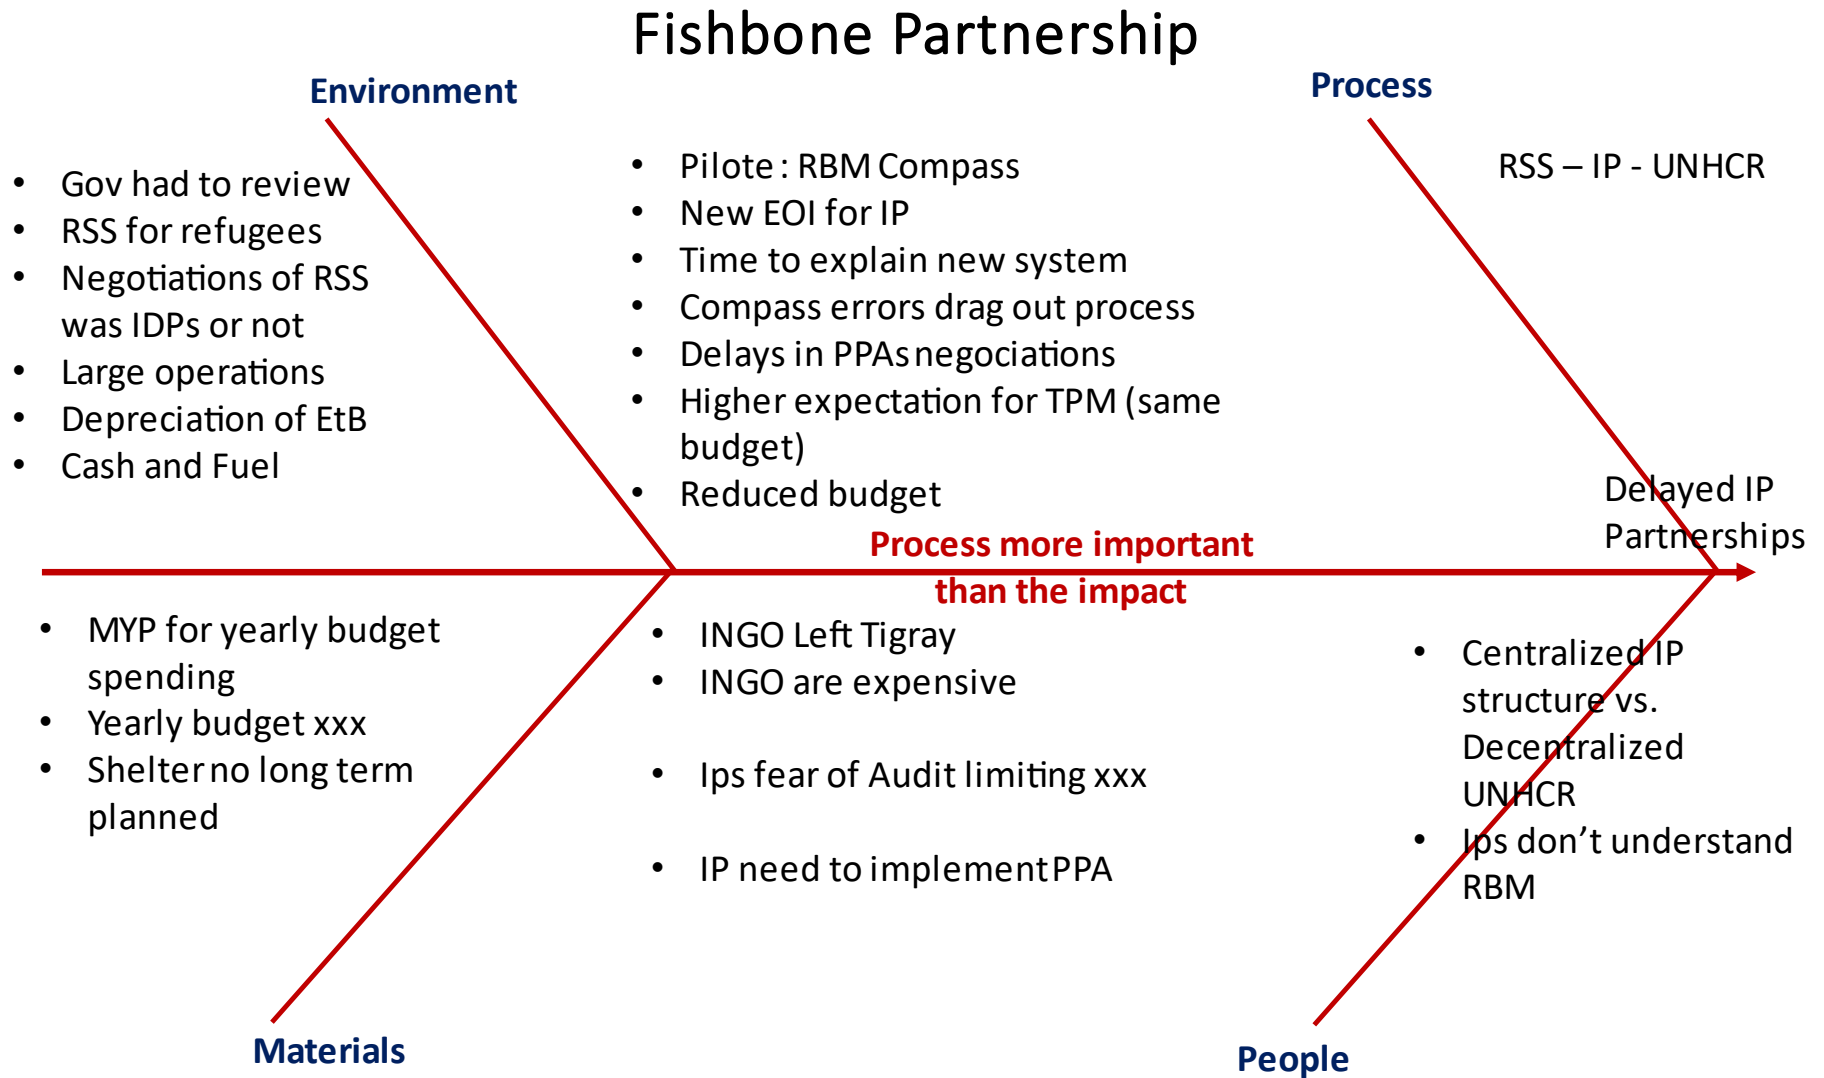 Fishbone Partnership
Environment
Process
• Gov had to review
• RSS for refugees
• Negotiations of RSS
was IDPs or not
• Large operations
• Depreciation of EtB
• Cash and Fuel
• Pilote : RBM Compass
• New EOI for IP
• Time to explain new system
• Compass errors drag out process
• Delays in PPAs negociations
• Higher expectation for TPM (same
budget)
• Reduced budget
RSS – IP - UNHCR
Delayed IP
Partnerships
Process more important
than the impact
• MYP for yearly budget
spending
• Yearly budget xxx
• Shelter no long term
planned
• INGO Left Tigray
• INGO are expensive
• Ips fear of Audit limiting xxx
• IP need to implement PPA
• Centralized IP
structure vs.
Decentralized
UNHCR
• Ips don’t understand
RBM
Materials
People